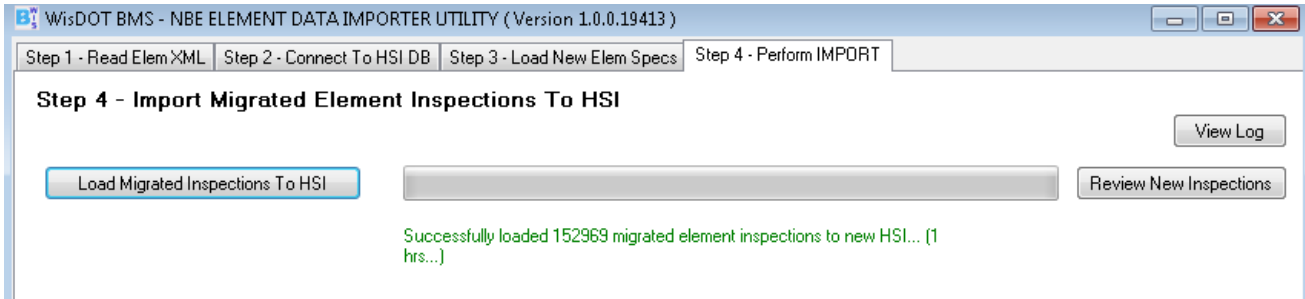 WisDOT BMS - NBE ELEMENT DATA IMPORTER UTILITY ( Version 1.0.0.19413 )
Step 1 - Read Elem XML Step 2 - Connect To HSI DB Step 3 - Load New Elem Specs Step 4 - Perform IMPORT
Step 4 - Import Migrated Element Inspections To HSI
View Log
Load Migrated Inspections To HSI Review New Inspections
Successfully loaded 152969 migrated element inspections to new HSI... (1
hrs...)